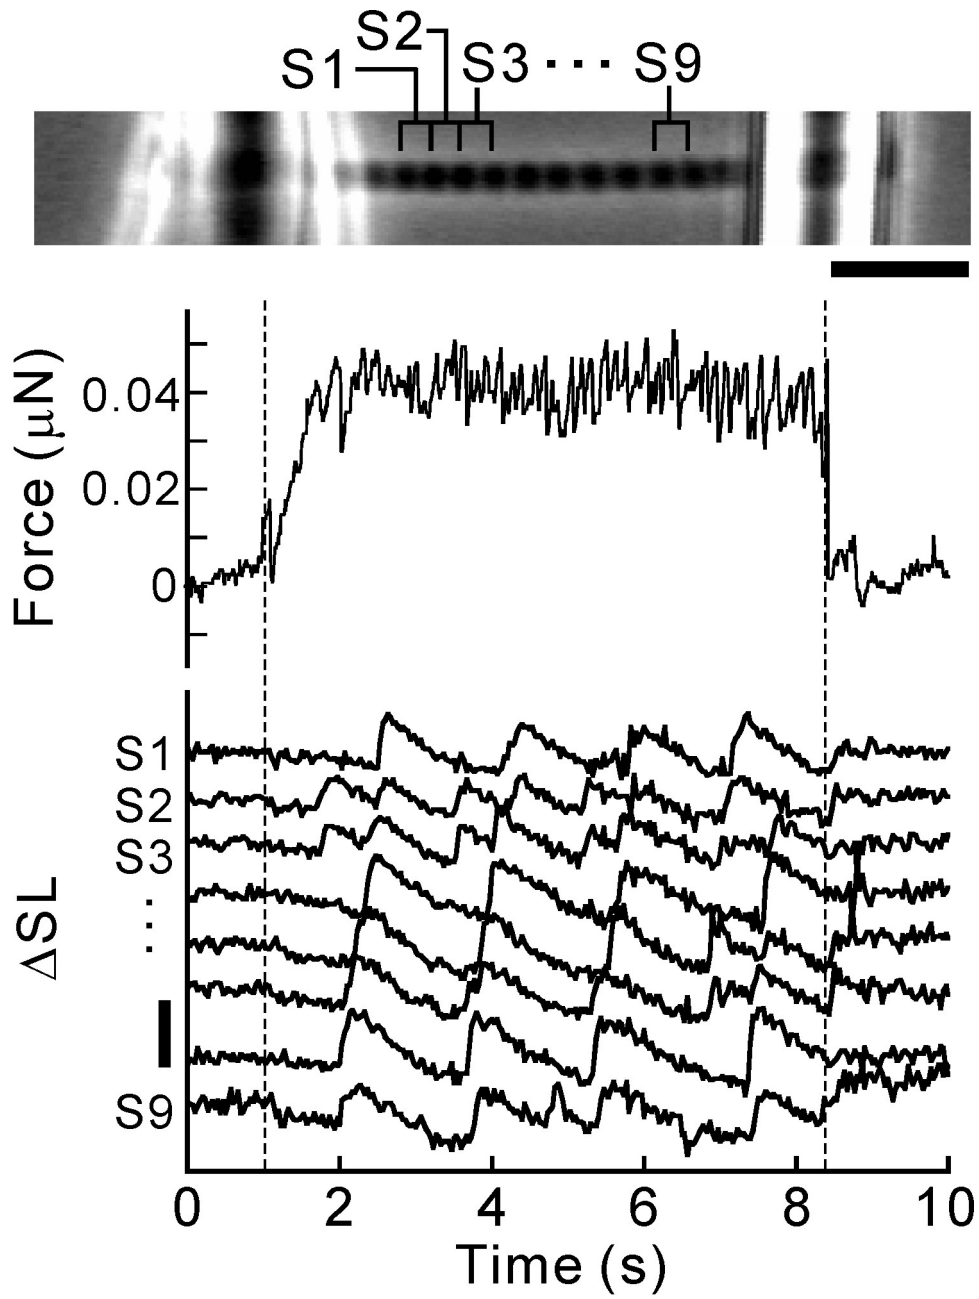 S2
S1 S3 ··· S9
Force (μN)
0.04
0.02
0
ΔSL
S1
S2
S3
⋮
S9
0 2 4 6 8 10
Time (s)